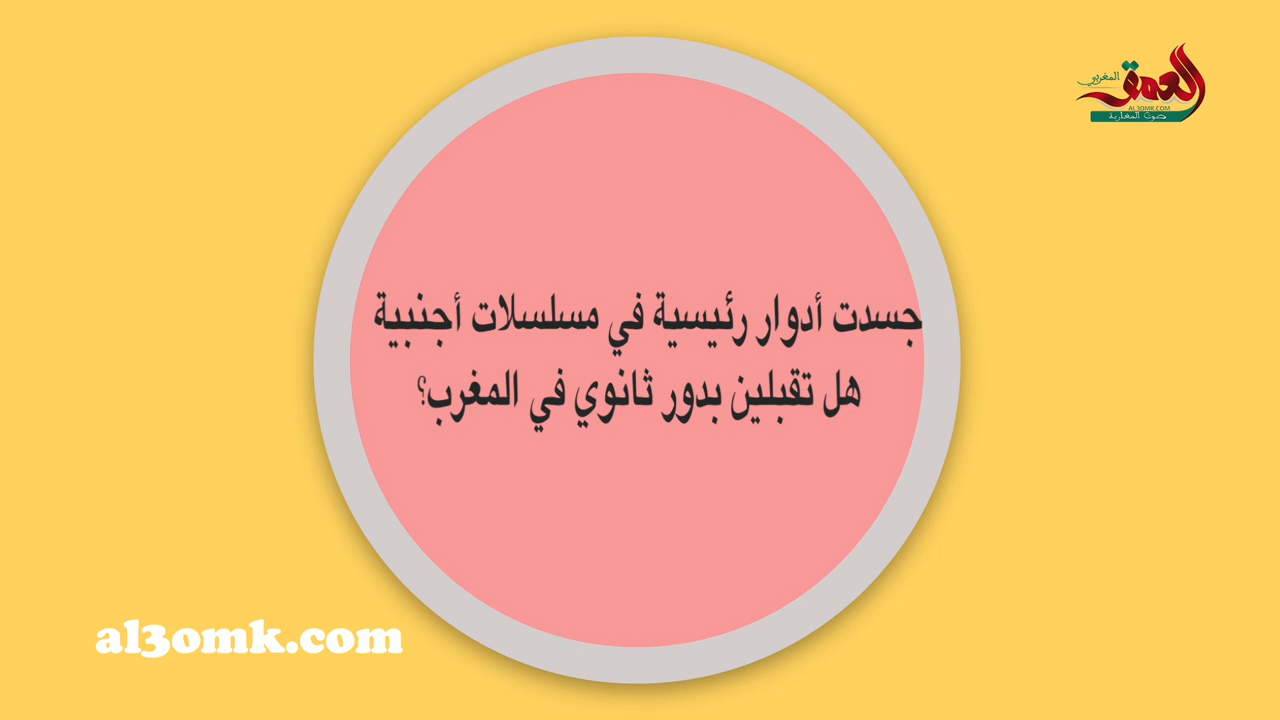 العمق
المغربي
AL3OMK.COM
صوت المغاربة
جسدت أدوار رئيسية في مسلسلات أجنبية
هل تقبلين بدور ثانوي في المغرب؟
al3omk.com